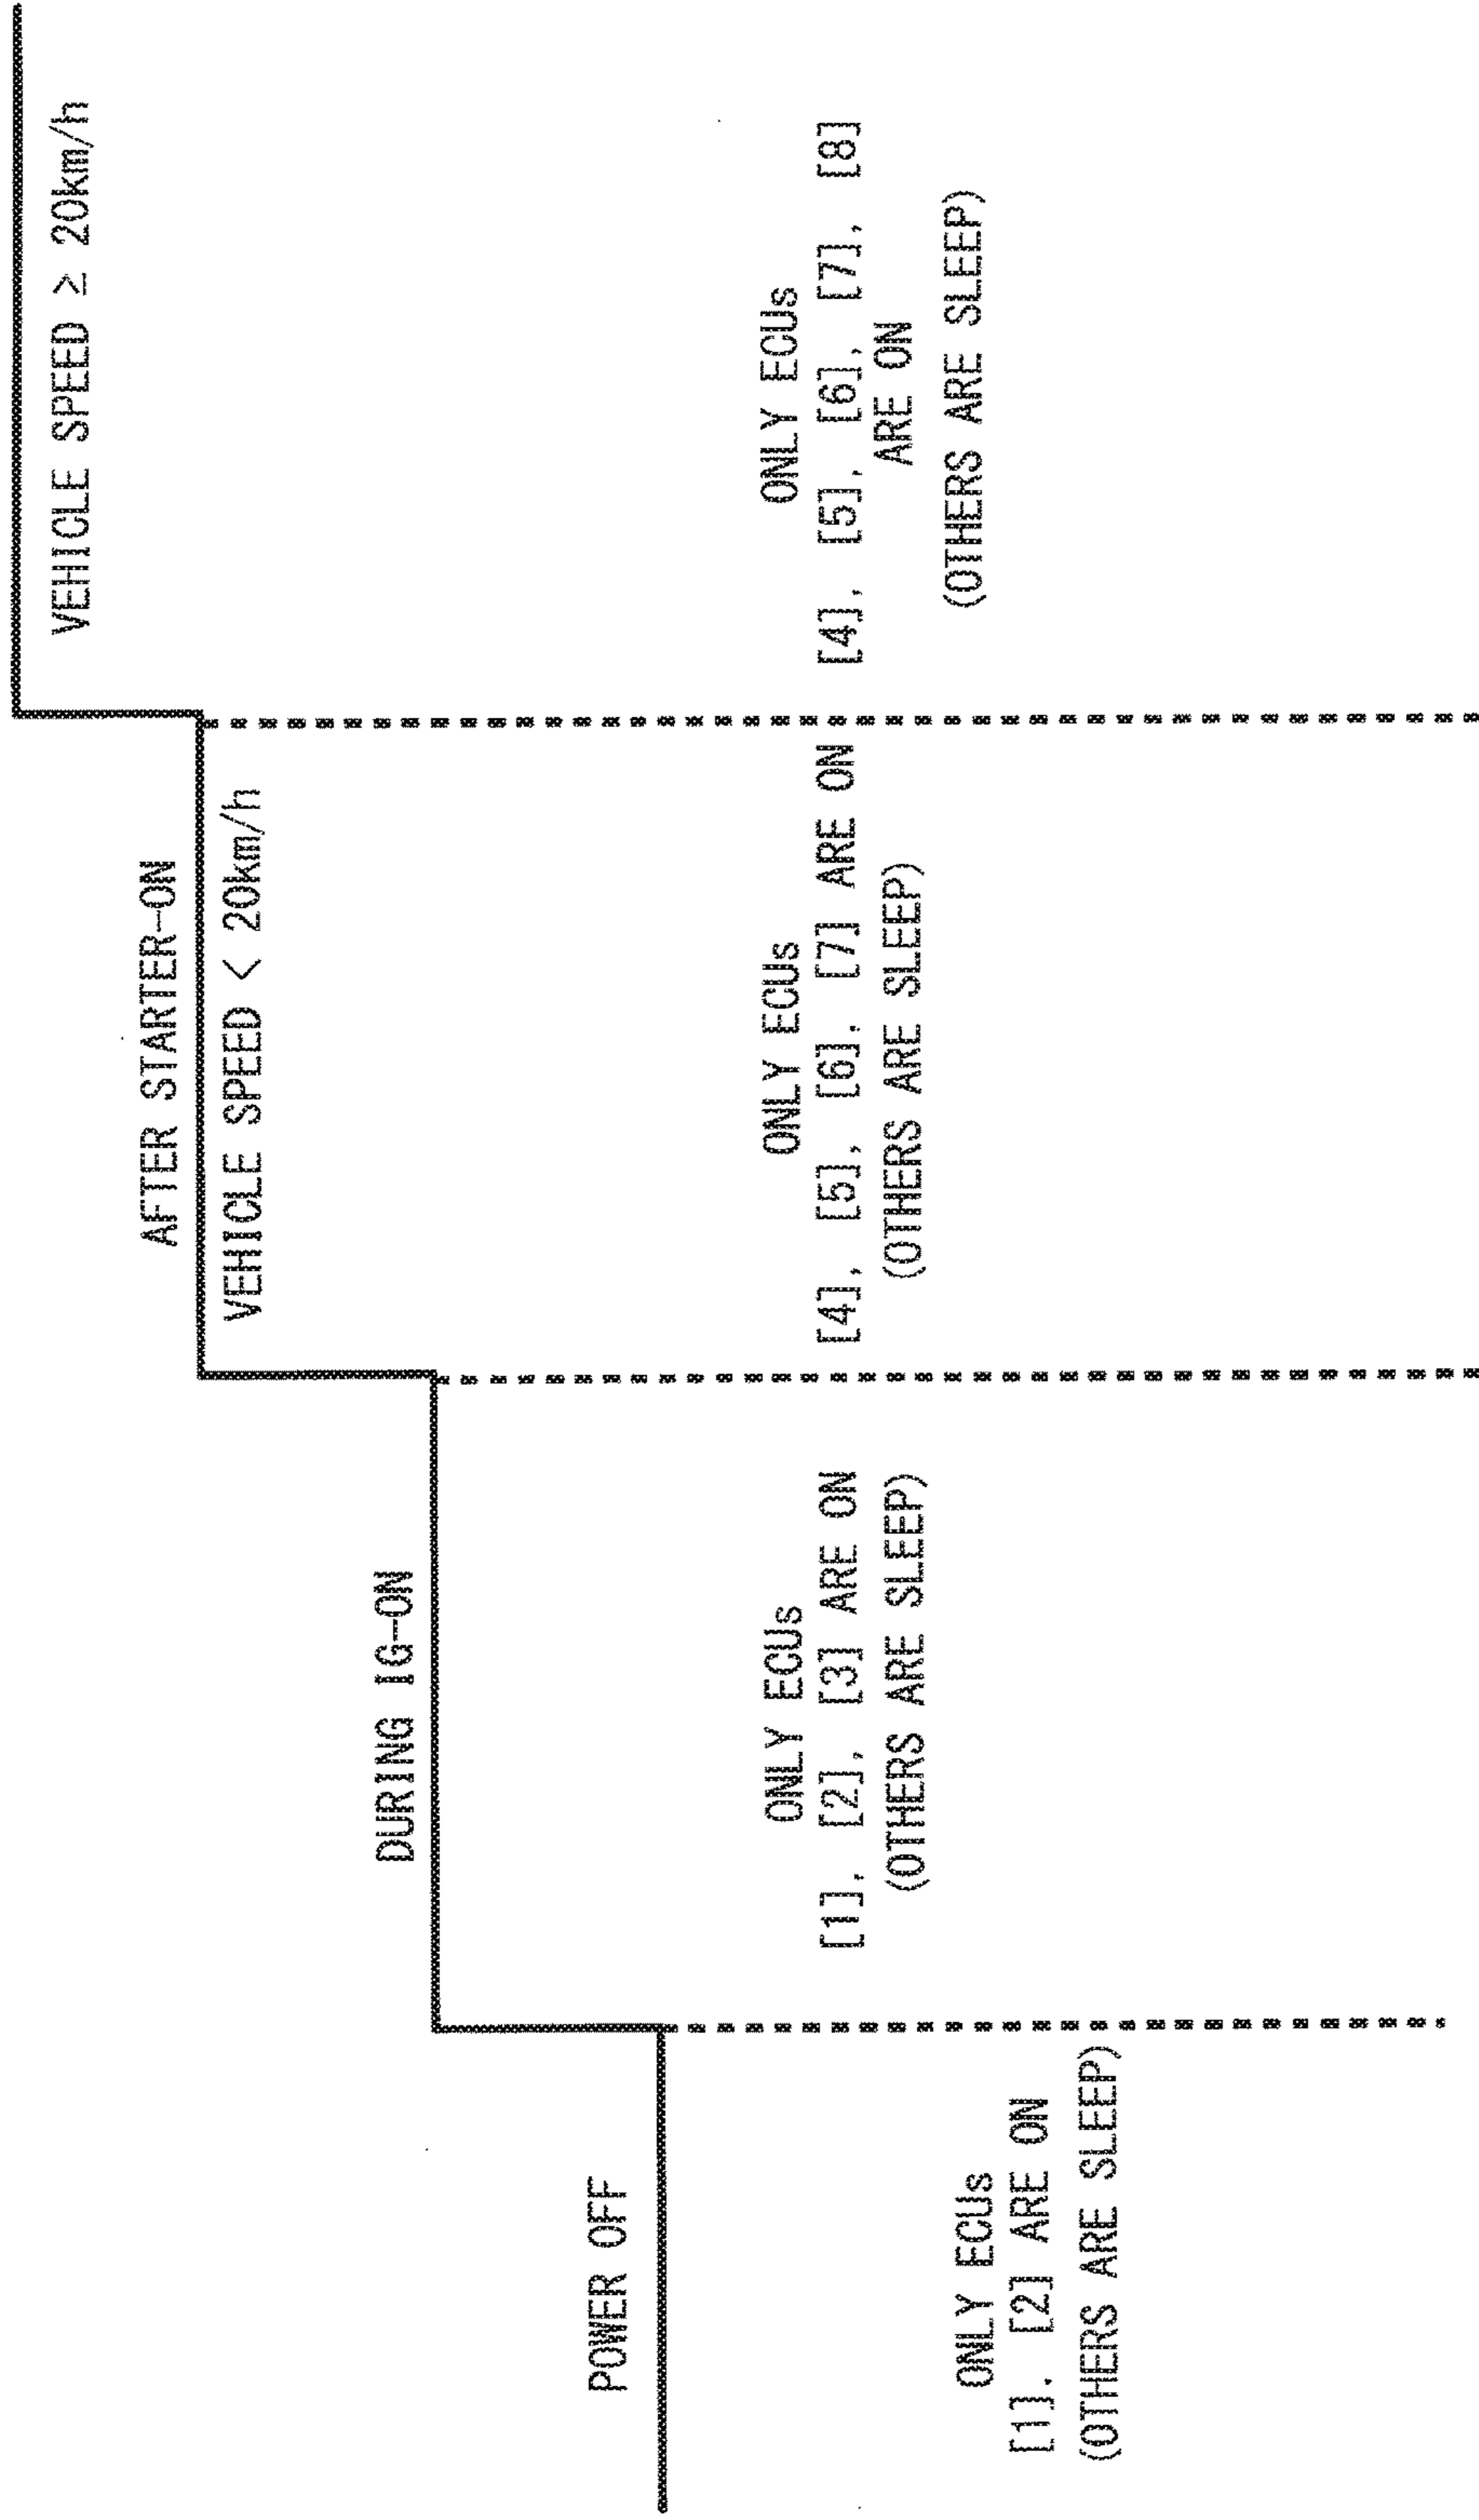 POWER OFF
ONLY ECUs
[1], [2] ARE ON
(OTHERS ARE SLEEP)
DURING IG-ON
ONLY ECUs
[1], [2], [3] ARE ON
(OTHERS ARE SLEEP)
AFTER STARTER-ON
VEHICLE SPEED < 20km/h
ONLY ECUs
[4], [5], [6], [7] ARE ON
(OTHERS ARE SLEEP)
VEHICLE SPEED ≥ 20km/h
ONLY ECUs
[4], [5], [6], [7], [8]
ARE ON
(OTHERS ARE SLEEP)